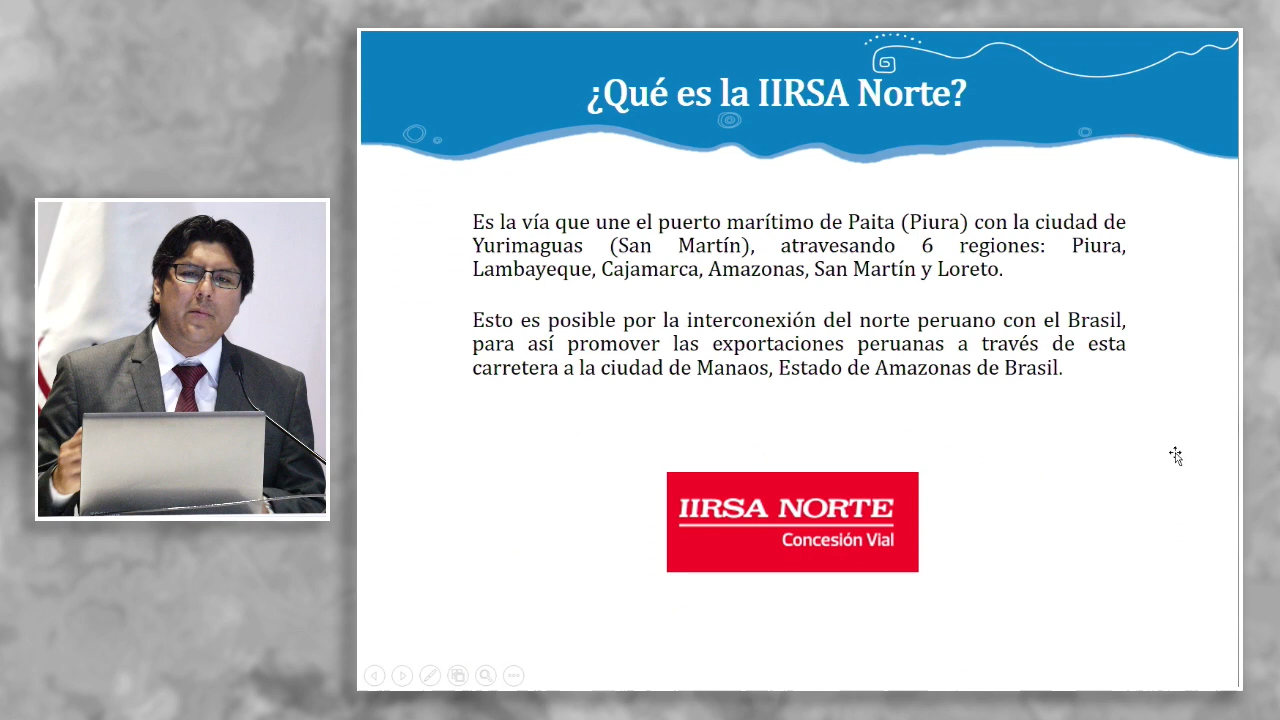 ¿Qué es la IIRSA Norte?
Es la vía que une el puerto marítimo de Paita (Piura) con la ciudad de
Yurimaguas (San Martín), atravesando 6 regiones: Piura,
Lambayeque, Cajamarca, Amazonas, San Martín y Loreto.
Esto es posible por la interconexión del norte peruano con el Brasil,
para así promover las exportaciones peruanas a través de esta
carretera a la ciudad de Manaos, Estado de Amazonas de Brasil.
IIRSA NORTE
Concesión Vial